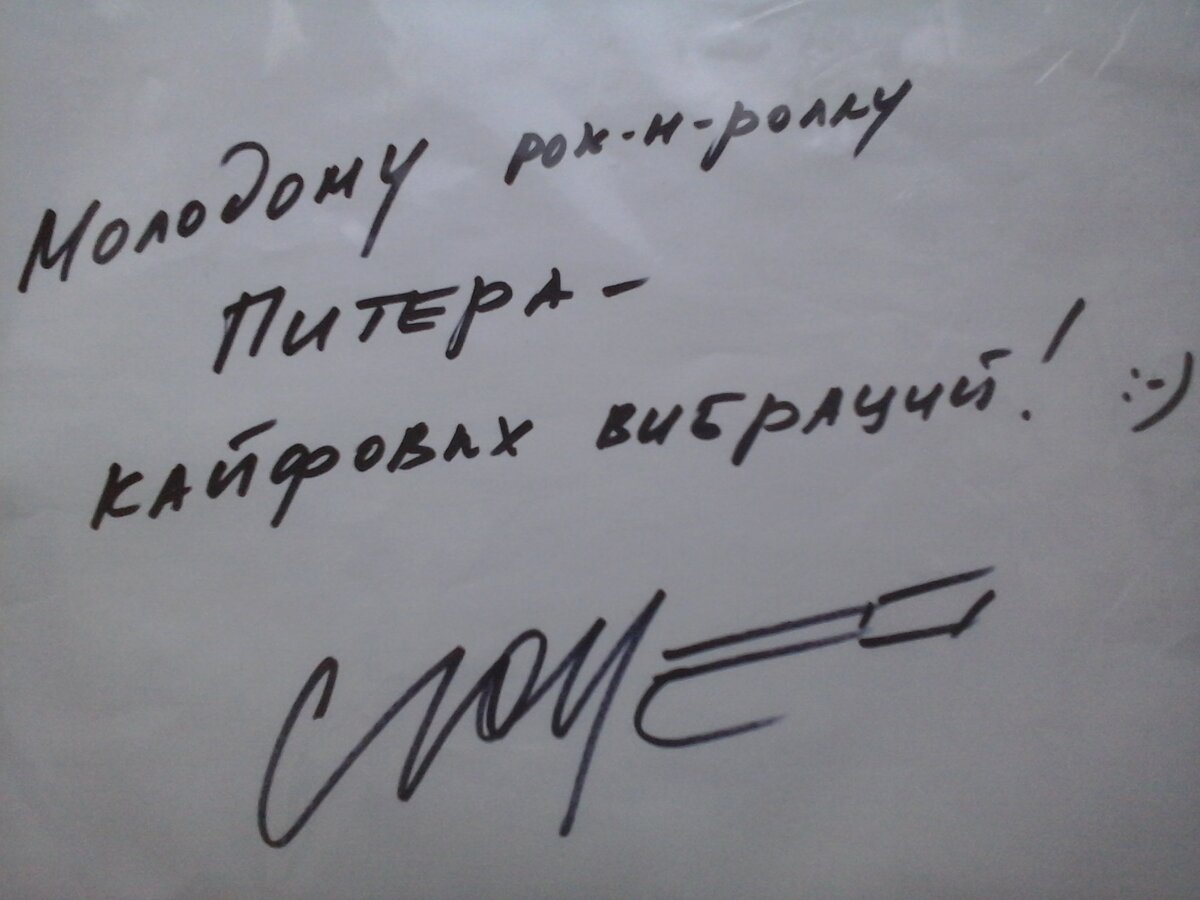 Молодому рок-н-роллу
Питера -
кайфовых вибраций! :-)